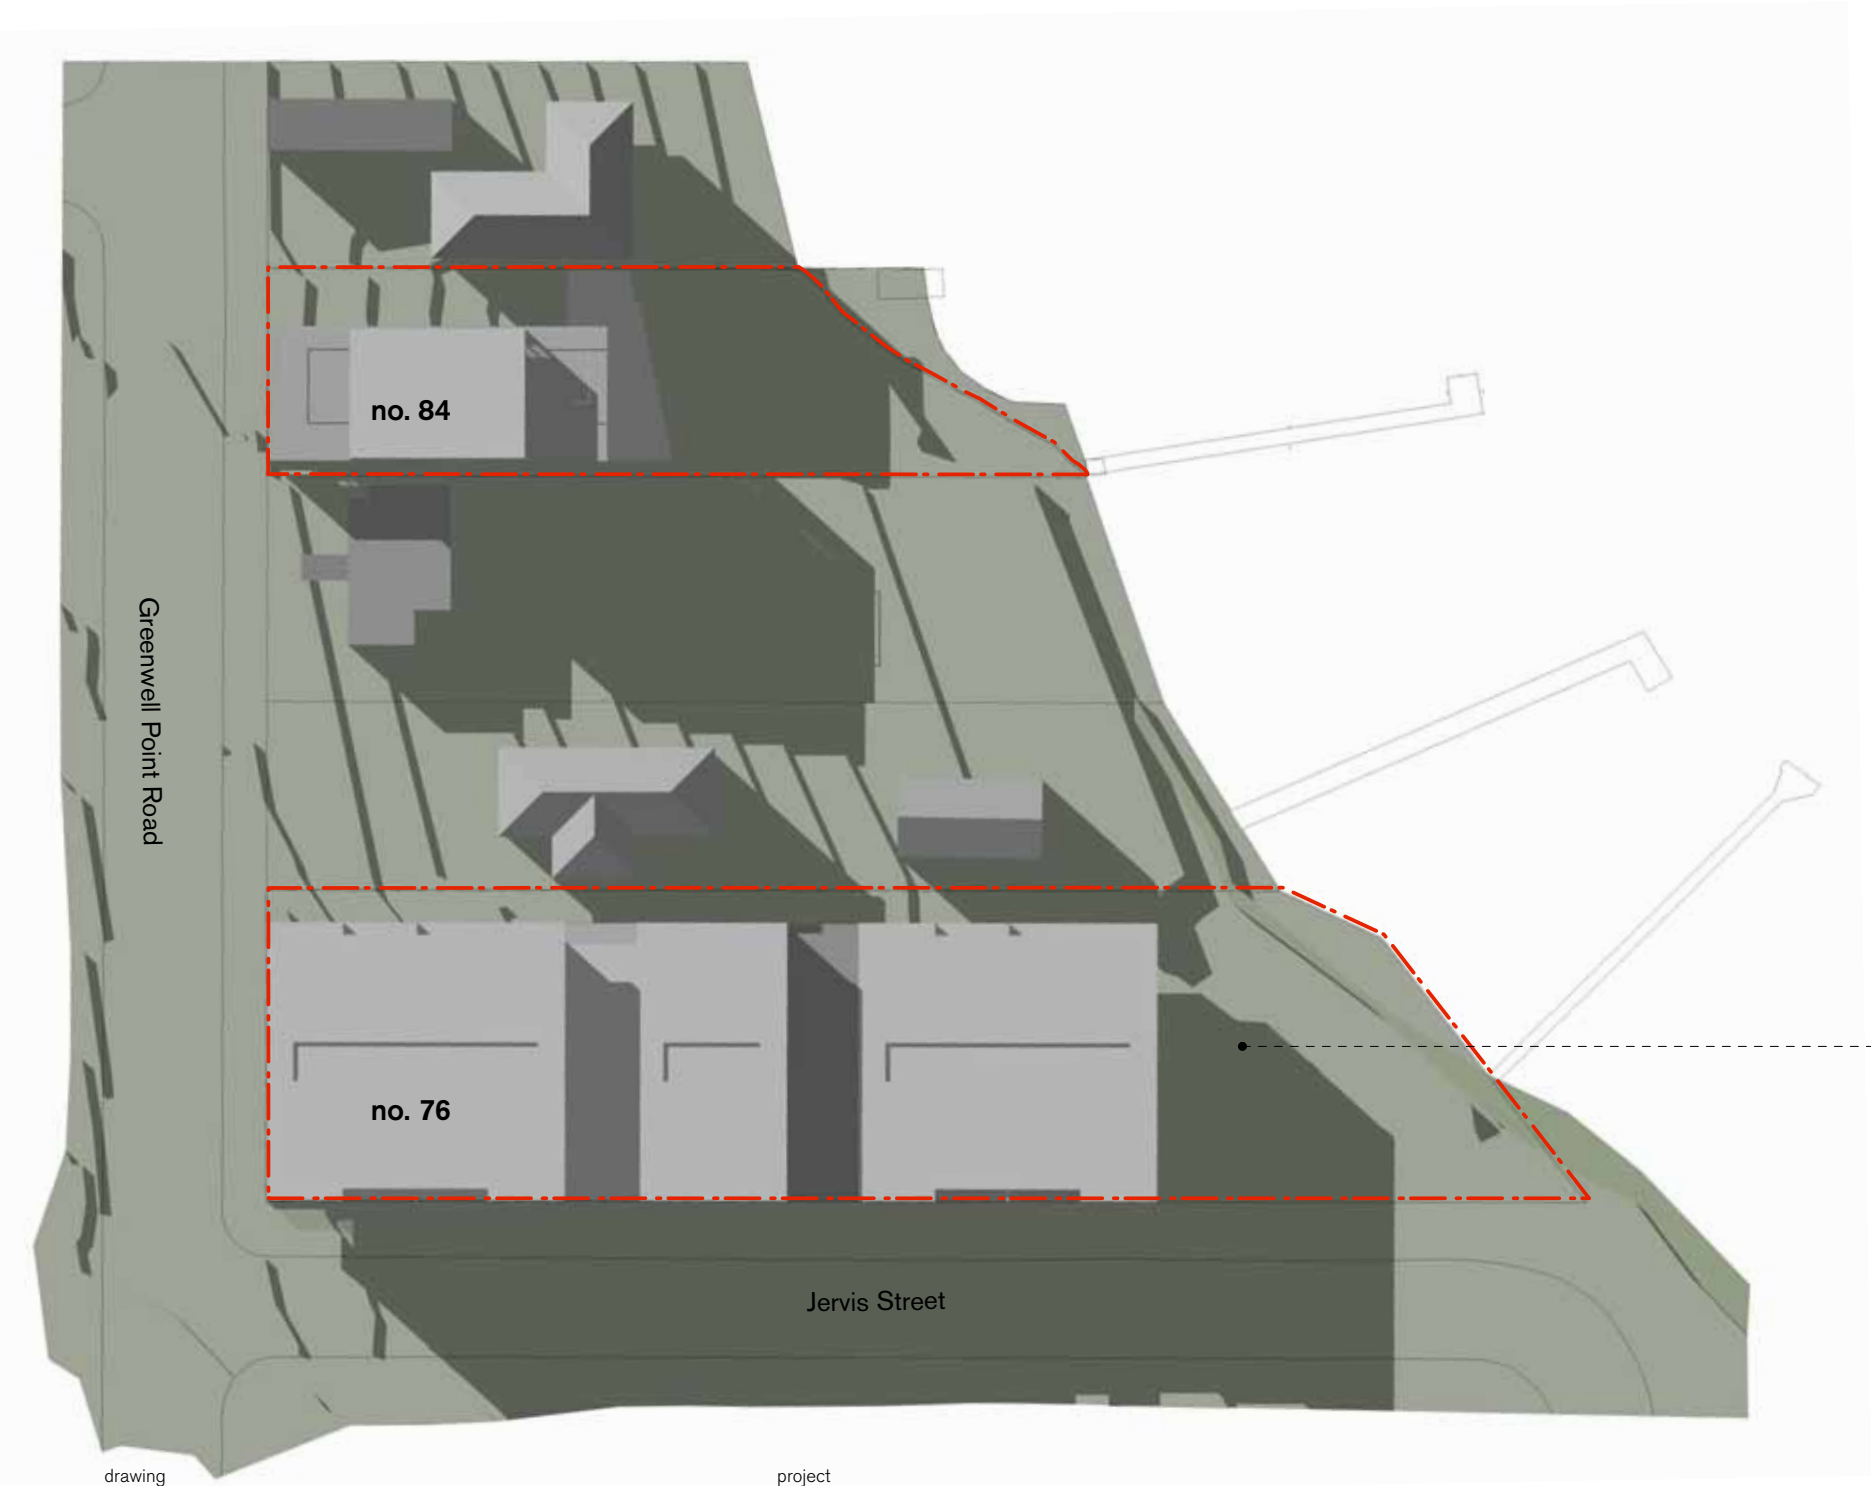 no. 84
Greenwell Point Road
no. 76
Jervis Street
drawing
project